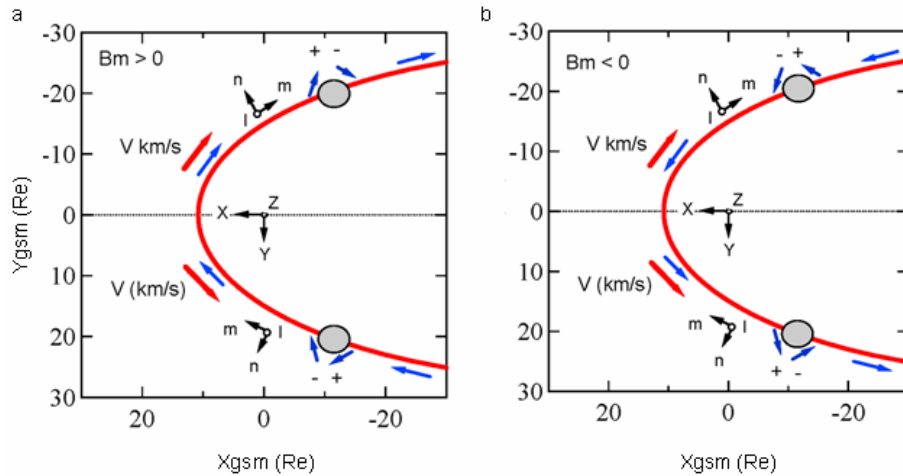 a
b
-30
-20
-10
0
10
20
30
Ygsm (Re)
Bm > 0
+ -
n
m
l
V km/s
X
Z
Y
V (km/s)
m
l
n
- +
20
0
-20
Xgsm (Re)
-30
-20
-10
0
10
20
30
Bm < 0
- +
n
m
l
V km/s
X
Z
Y
V (km/s)
m
l
n
+ -
20
0
-20
Xgsm (Re)